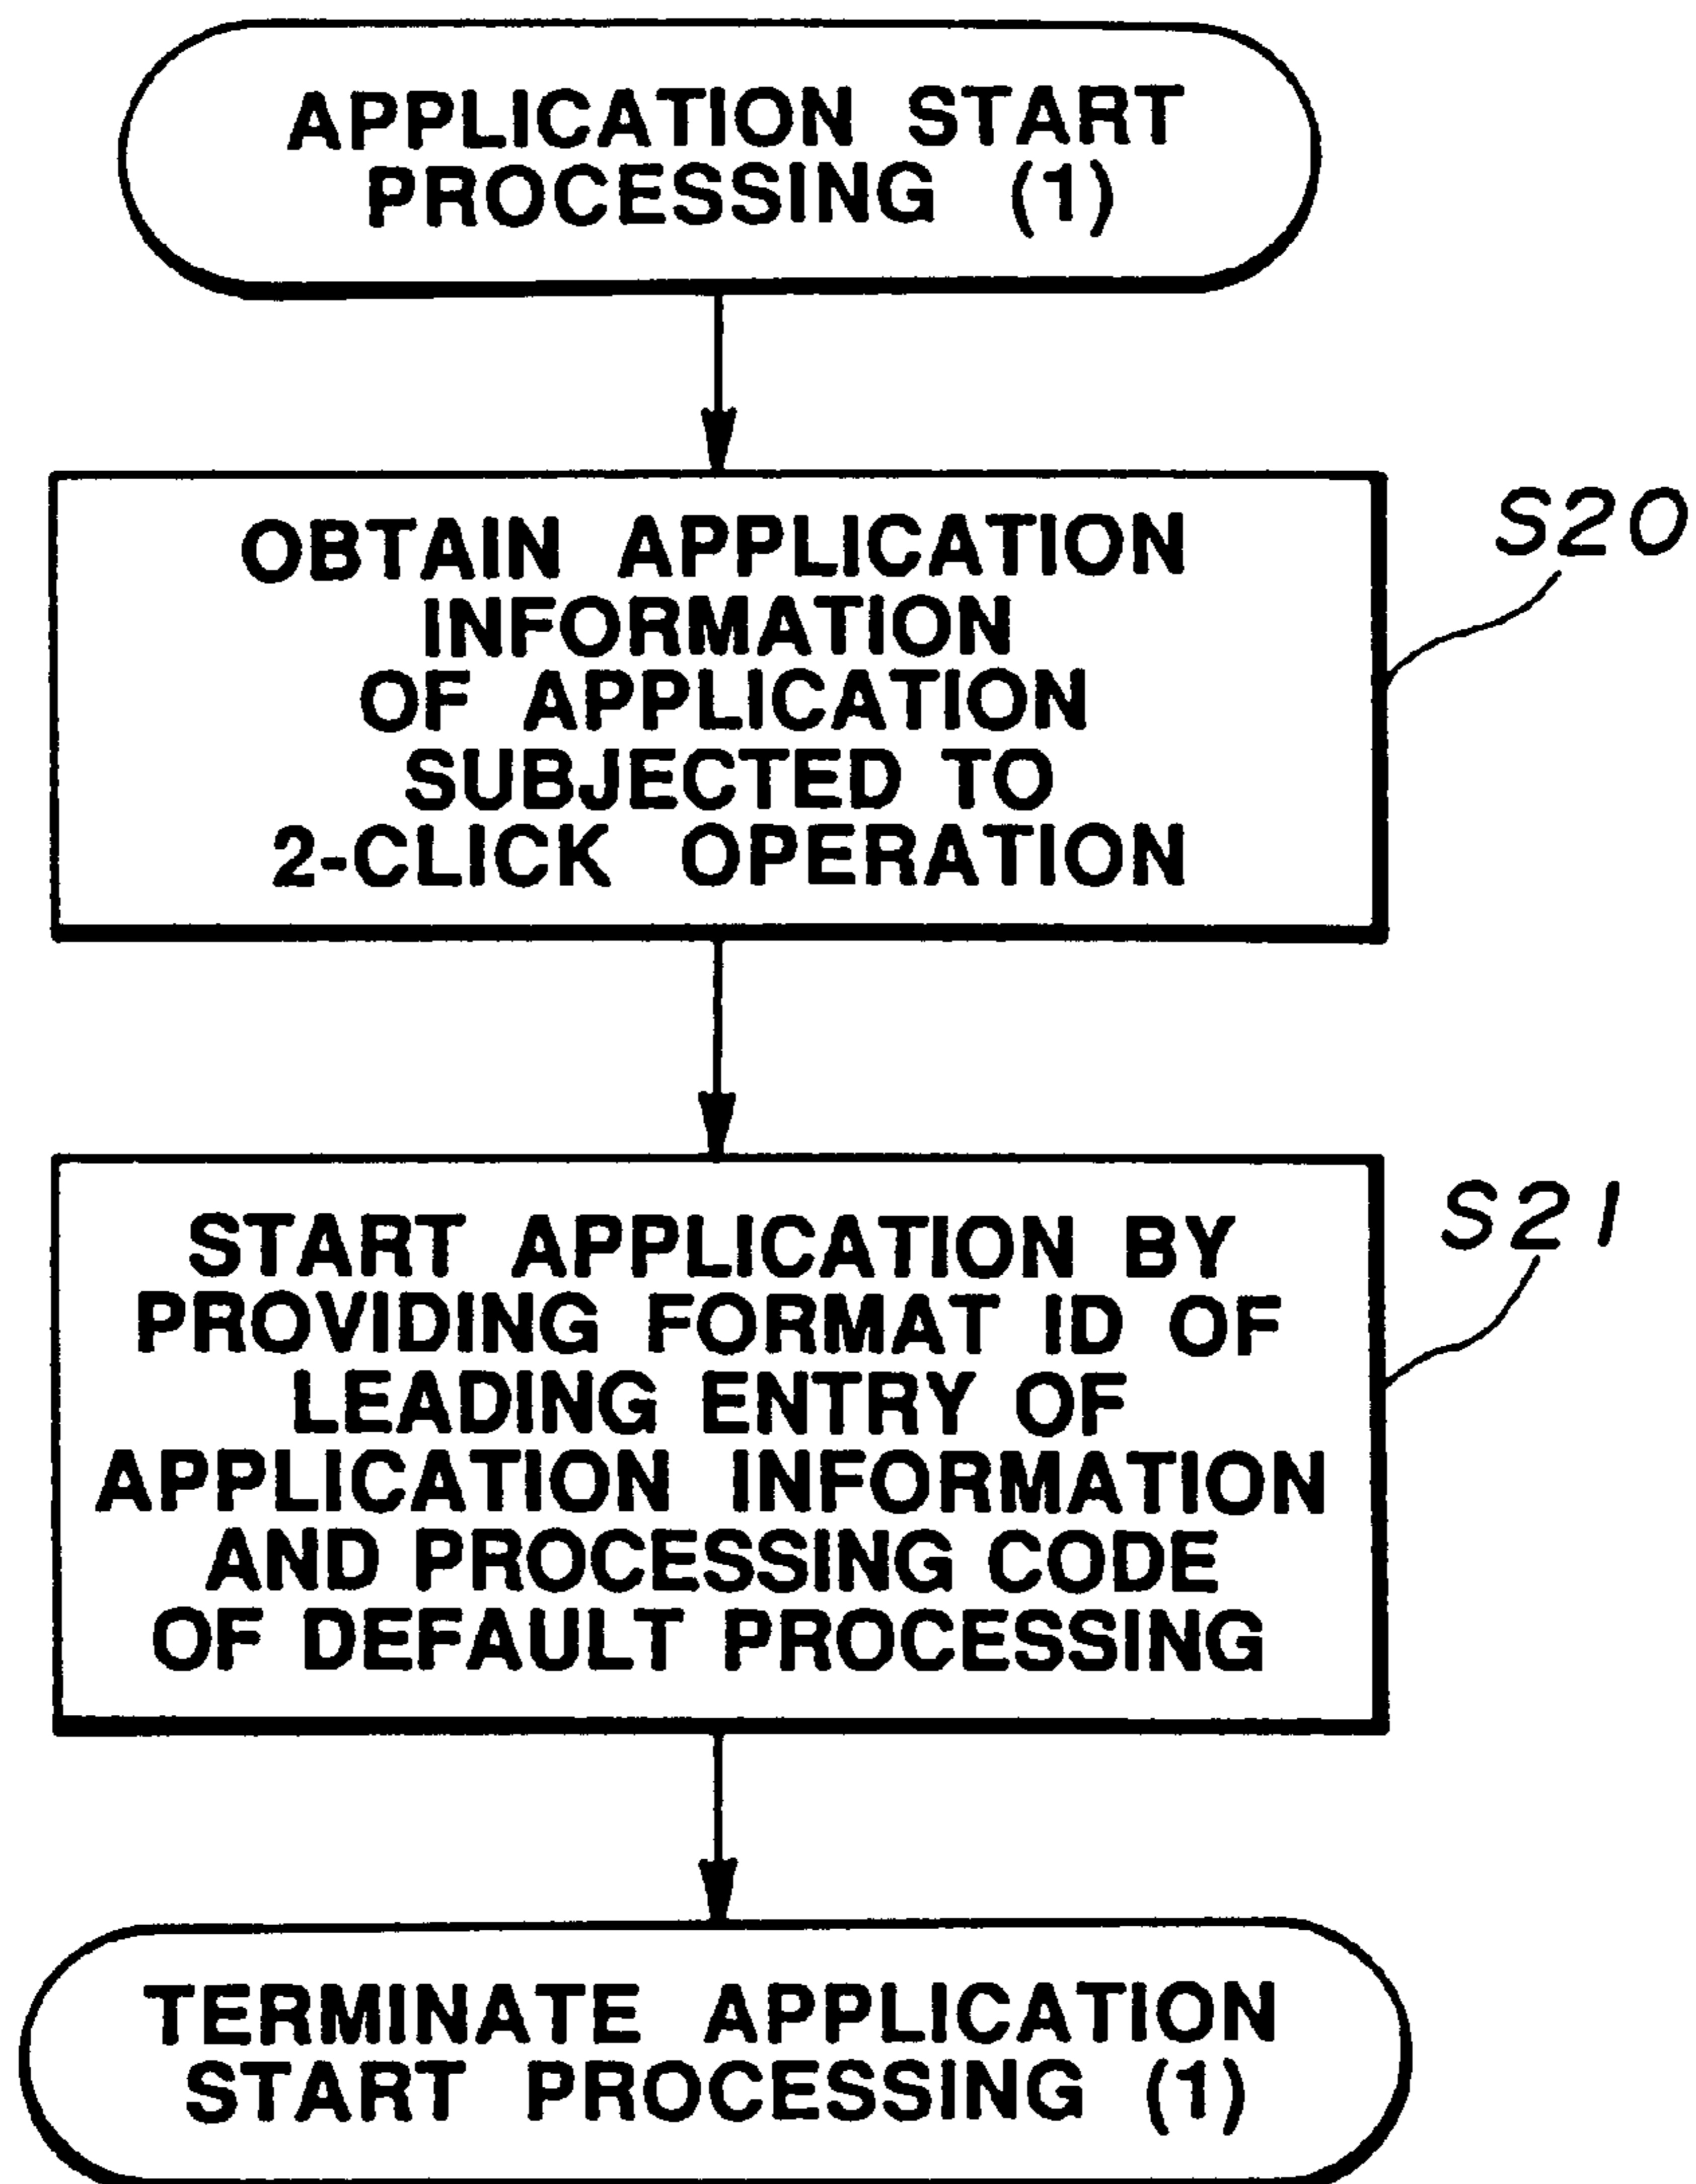 APPLICATION START
PROCESSING (1)
OBTAIN APPLICATION
INFORMATION
OF APPLICATION
SUBJECTED TO
2-CLICK OPERATION
S20
START APPLICATION BY
PROVIDING FORMAT ID OF
LEADING ENTRY OF
APPLICATION INFORMATION
AND PROCESSING CODE
OF DEFAULT PROCESSING
S21
TERMINATE APPLICATION
START PROCESSING (1)